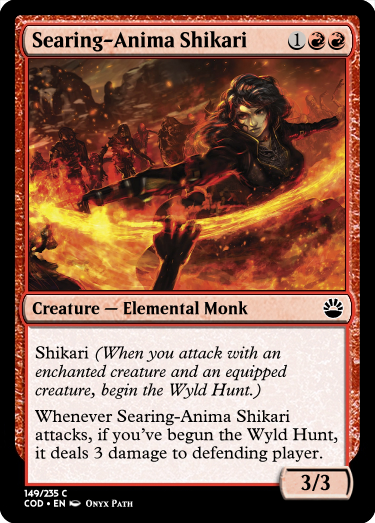 Searing-Anima Shikari 1
Creature — Elemental Monk
Shikari (When you attack with an
enchanted creature and an equipped
creature, begin the Wyld Hunt.)
Whenever Searing-Anima Shikari
attacks, if you've begun the Wyld Hunt,
it deals 3 damage to defending player.
3/3
149/235 C
COD • EN Onyx Path